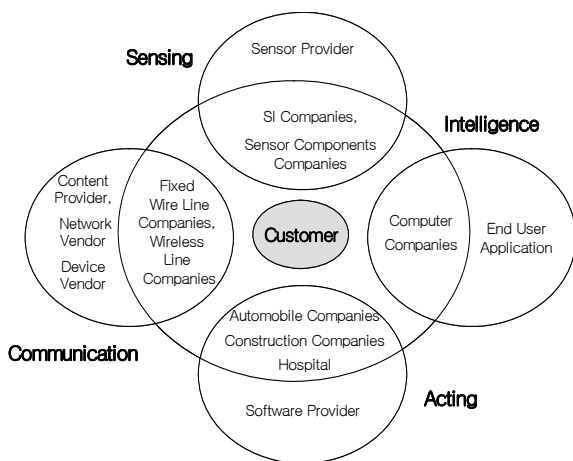 Sensing
Sensor Provider
SI Companies,
Sensor Components
Companies
Intelligence
Content
Provider,
Network
Vendor
Device
Vendor
Fixed
Wire Line
Companies,
Wireless
Line
Companies
Customer
Computer
Companies
End User
Application
Communication
Automobile Companies
Construction Companies
Hospital
Software Provider
Acting